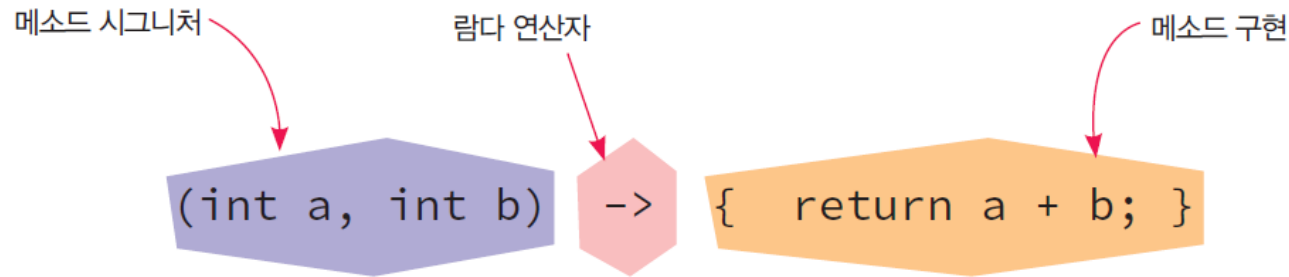 메소드 시그니처
람다 연산자
메소드 구현
(int a, int b) -> { return a + b; }